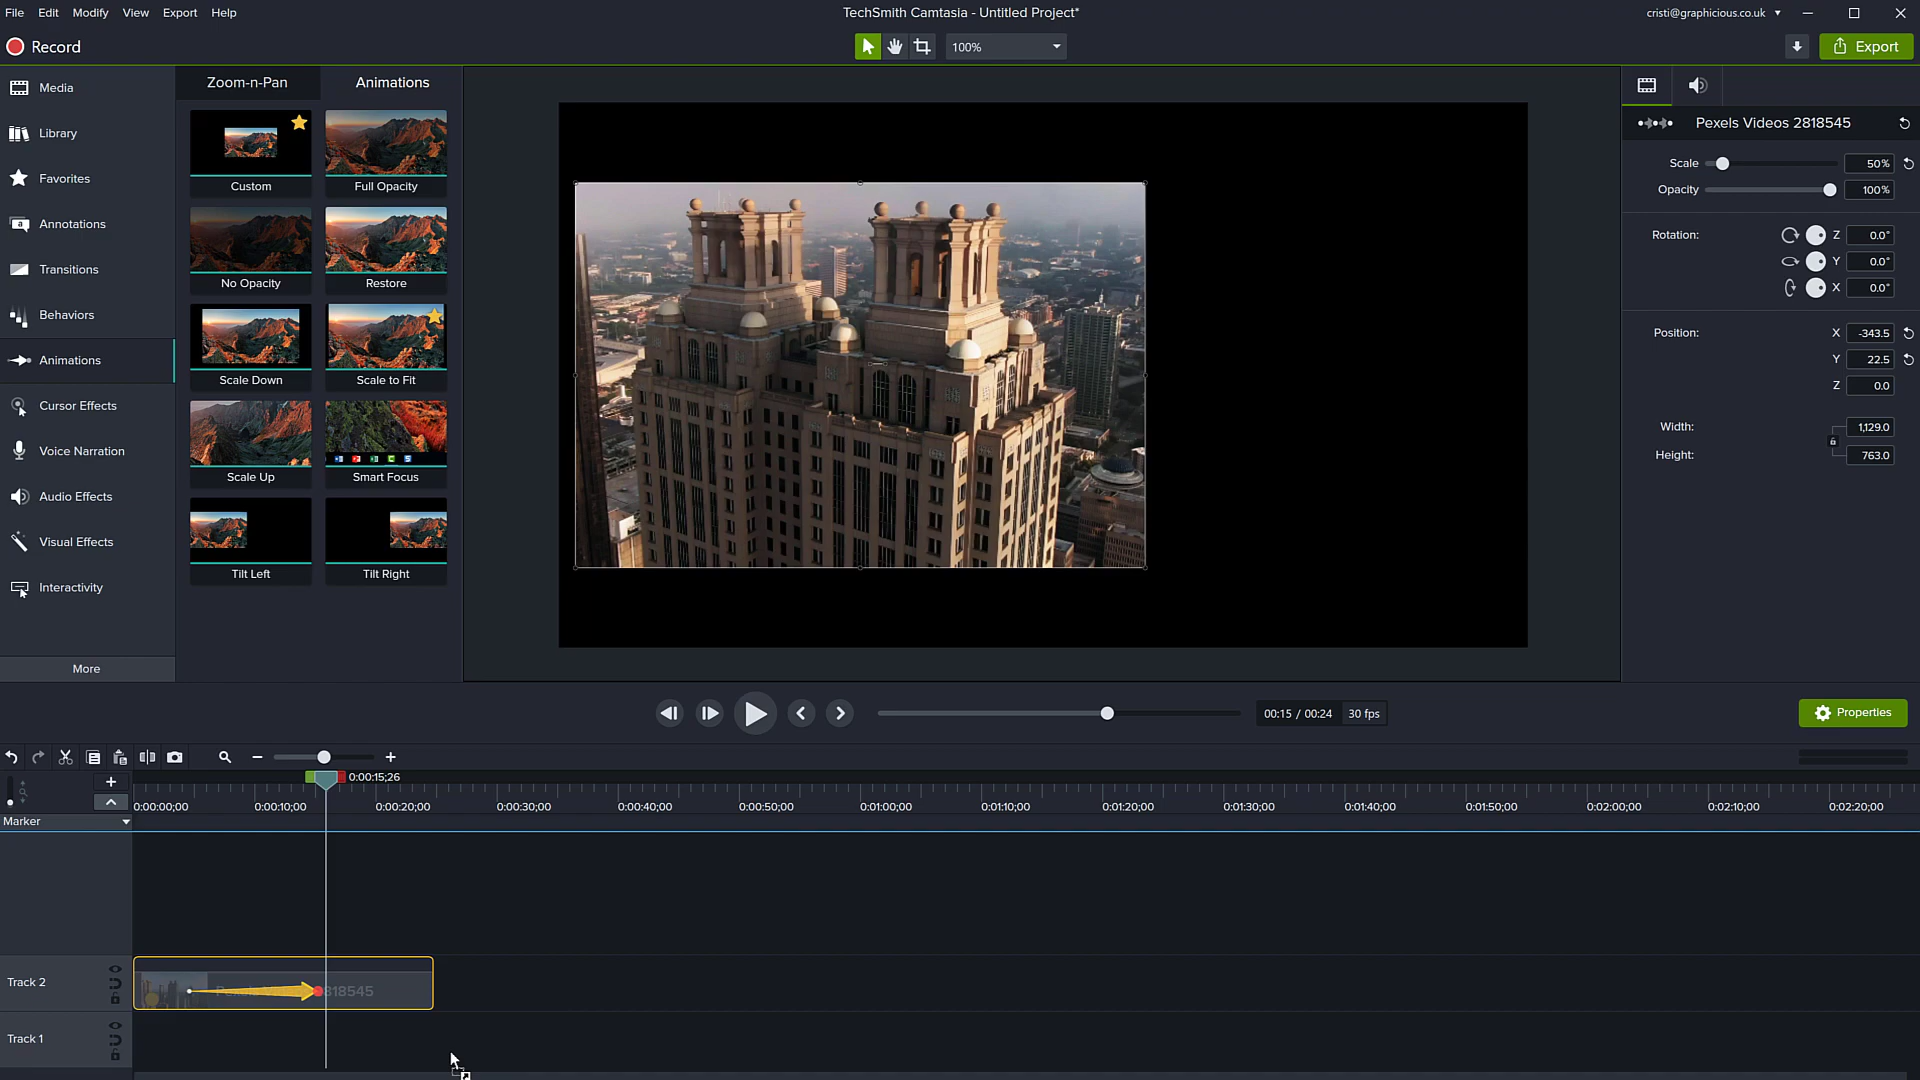 File Edit Modify View Export Help
TechSmith Camtasia - Untitled Project*
cristi@graphicious.co.uk
Record
100%
Export
Media
Library
Favorites
Annotations
Transitions
Behaviors
Animations
Cursor Effects
Voice Narration
Audio Effects
Visual Effects
Interactivity
More
Zoom-n-Pan Animations
Custom Full Opacity
No Opacity Restore
Scale Down Scale to Fit
Scale Up Smart Focus
Tilt Left Tilt Right
Pexels Videos 2818545
Scale 50%
Opacity 100%
Rotation: Z 0.0°
Y 0.0°
X 0.0°
Position: X -343.5
Y 22.5
Z 0.0
Width: 1,129.0
Height: 763.0
00:15 / 00:24 30 fps
Properties
0:00:15;26
0:00:00;00 0:00:10;00 0:00:20;00 0:00:30;00 0:00:40;00 0:00:50;00 0:01:00;00 0:01:10;00 0:01:20;00 0:01:30;00 0:01:40;00 0:01:50;00 0:02:00;00 0:02:10;00 0:02:20;00
Marker
Track 2
818545
Track 1